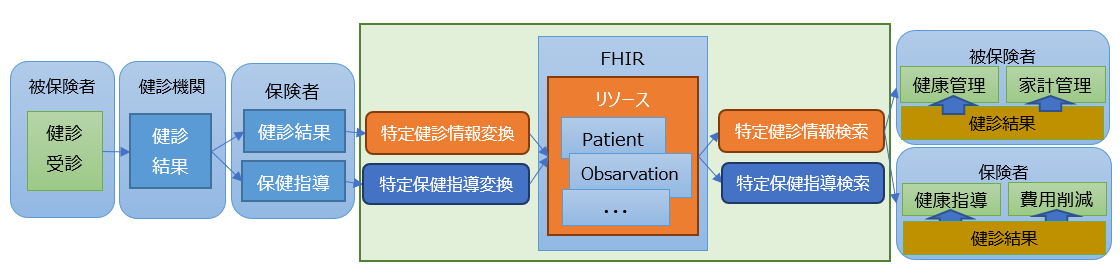 被保険者
健診
受診
健診機関
健診
結果
保険者
健診結果
保健指導
特定健診情報変換
特定保健指導変換
FHIR
リソース
Patient
Obsarvation
...
特定健診情報検索
特定保健指導検索
被保険者
健康管理
家計管理
健診結果
保険者
健康指導
費用削減
健診結果